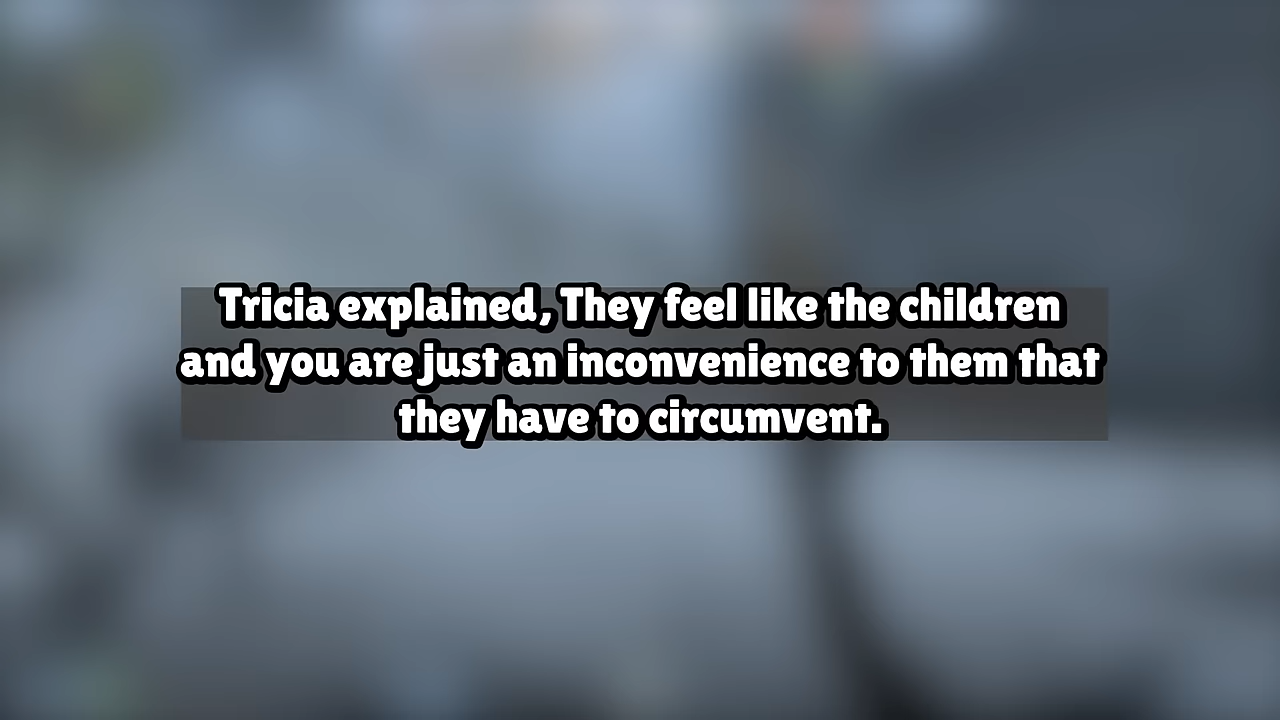 Tricia explained, They feel like the children
and you are just an inconvenience to them that
they have to circumvent.